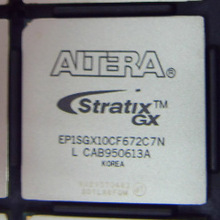 ALTERA®
Stratix™
GX
EP1SGX10CF672C7N
L CAB950613A
KOREA